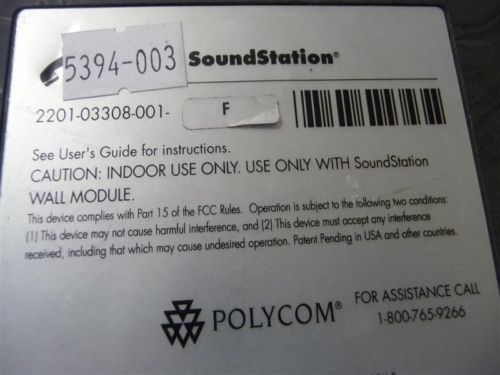 5394-003
SoundStation®
2201-03308-001-
F
See User's Guide for instructions.
CAUTION: INDOOR USE ONLY. USE ONLY WITH SoundStation
WALL MODULE.
This device complies with Part 15 of the FCC Rules. Operation is subject to the following two conditions:
(1) This device may not cause harmful interference, and (2) This device must accept any interference
received, including that which may cause undesired operation. Patent Pending in USA and other countries.
POLYCOM®
FOR ASSISTANCE CALL
1-800-765-9266